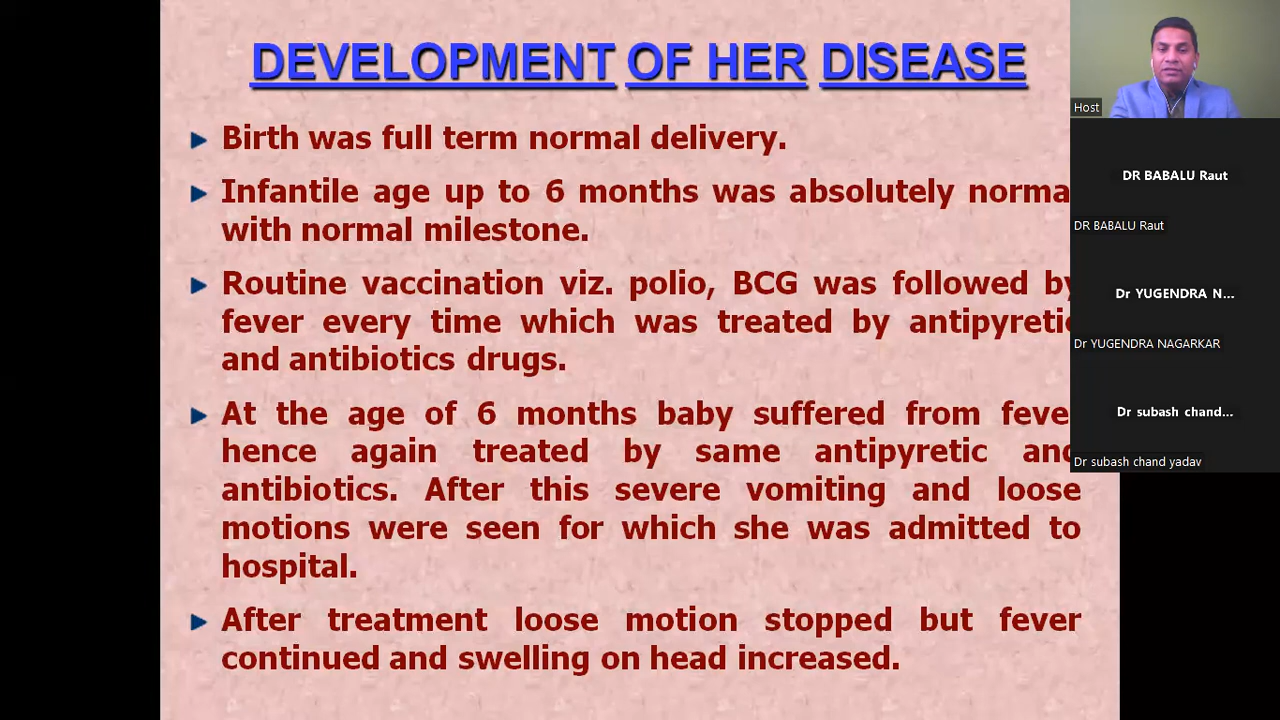 DEVELOPMENT OF HER DISEASE
Birth was full term normal delivery.
Infantile age up to 6 months was absolutely norma
with normal milestone.
Routine vaccination viz. polio, BCG was followed by
fever every time which was treated by antipyretic
and antibiotics drugs.
At the age of 6 months baby suffered from feve
hence again treated by same antipyretic and
antibiotics. After this severe vomiting and loose
motions were seen for which she was admitted to
hospital.
After treatment loose motion stopped but fever
continued and swelling on head increased.
Host
DR BABALU Raut
DR BABALU Raut
Dr YUGENDRA N...
Dr YUGENDRA NAGARKAR
Dr subash chand...
Dr subash chand yadav